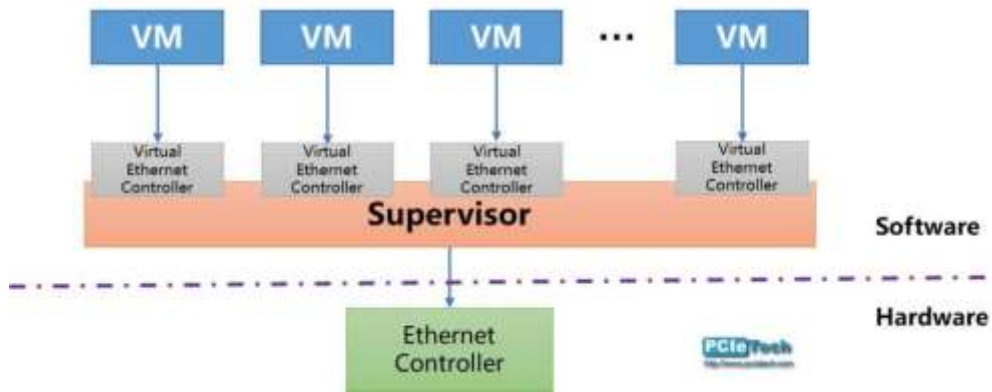 VM
VM
VM
...
VM
Virtual
Ethernet
Controller
Virtual
Ethernet
Controller
Virtual
Ethernet
Controller
Virtual
Ethernet
Controller
Supervisor
Software
Hardware
Ethernet
Controller
PCIeTech